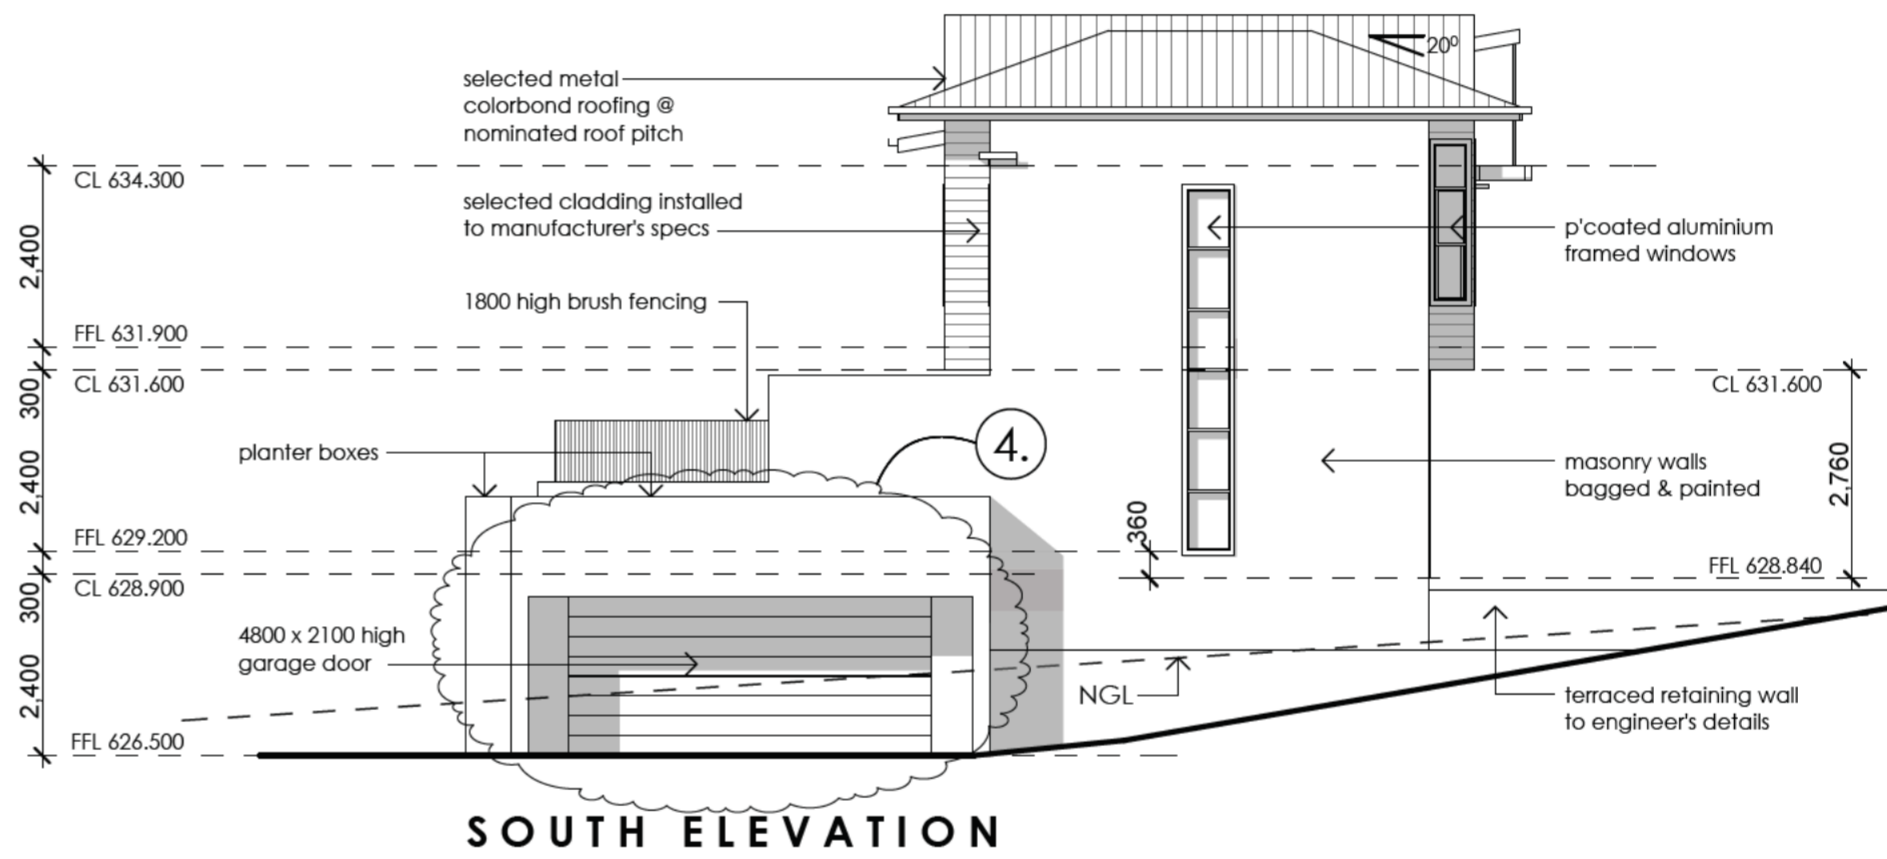 selected metal
colorbond roofing @
nominated roof pitch
20⁰
CL 634.300
selected cladding installed
to manufacturer's specs
p'coated aluminium
framed windows
2,400
1800 high brush fencing
FFL 631.900
300
CL 631.600
CL 631.600
planter boxes
4.
masonry walls
bagged & painted
2,400
2,760
360
FFL 629.200
FFL 628.840
CL 628.900
300
4800 x 2100 high
garage door
2,400
NGL
terraced retaining wall
to engineer's details
FFL 626.500
SOUTH ELEVATION